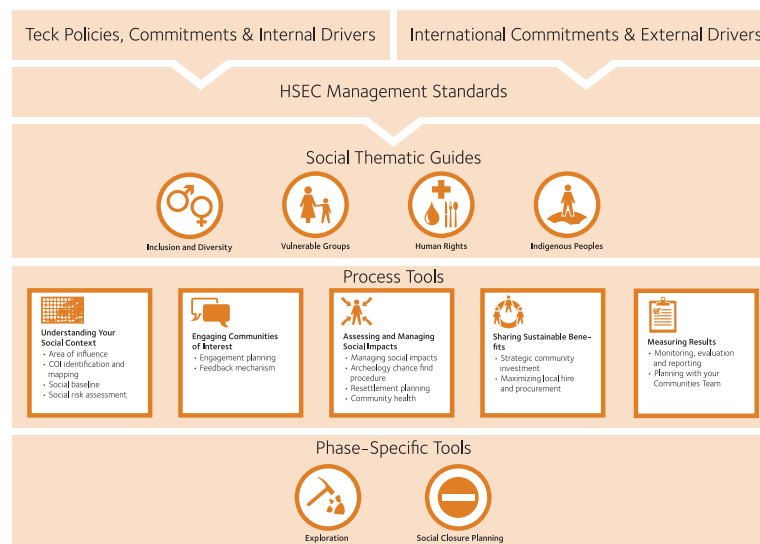 Teck Policies, Commitments & Internal Drivers
International Commitments & External Drivers
HSEC Management Standards
Social Thematic Guides
Inclusion and Diversity
Vulnerable Groups
Human Rights
Indigenous Peoples
Process Tools
Understanding Your
Social Context
• Area of influence
• COI identification and
mapping
• Social baseline
• Social risk assessment
Engaging Communities
of Interest
• Engagement planning
• Feedback mechanism
Assessing and Managing
Social Impacts
• Managing social impacts
• Archeology chance find
procedure
• Resettlement planning
• Community health
Sharing Sustainable Bene-
fits
• Strategic community
investment
• Maximizing local hire
and procurement
Measuring Results
• Monitoring, evaluation
and reporting
• Planning with your
Communities Team
Phase-Specific Tools
Exploration
Social Closure Planning